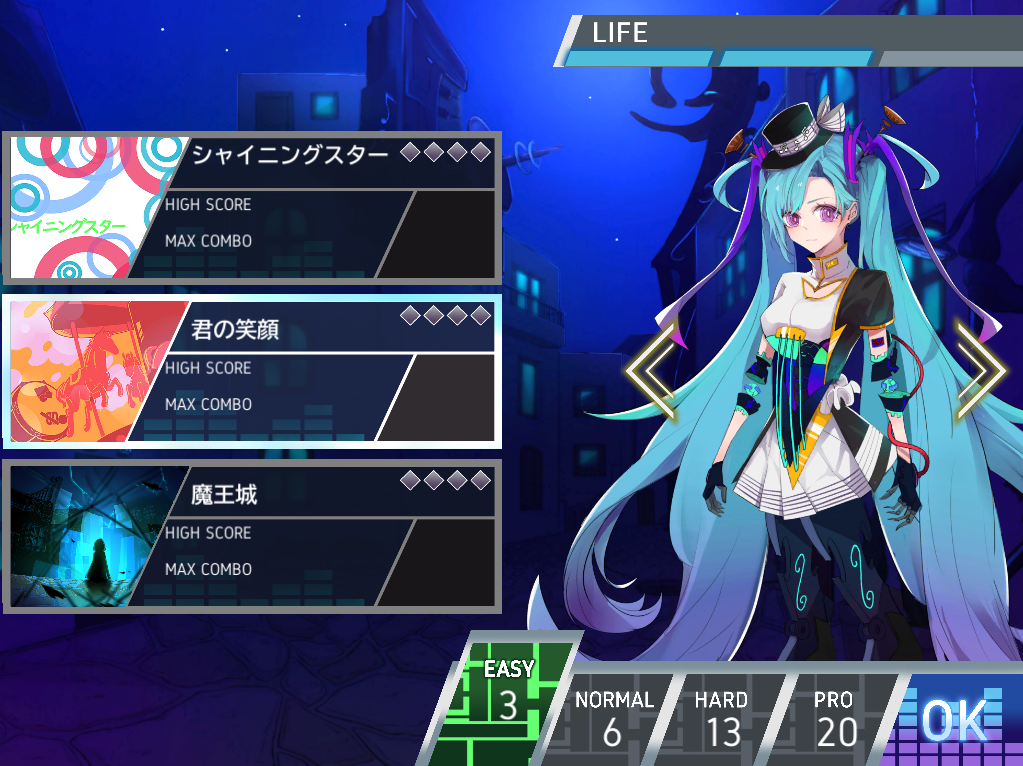 LIFE
シャイニングスター
シャイニングスター
HIGH SCORE
MAX COMBO
君の笑顔
HIGH SCORE
MAX COMBO
魔王城
HIGH SCORE
MAX COMBO
EASY
3
NORMAL
6
HARD
13
PRO
20
OK